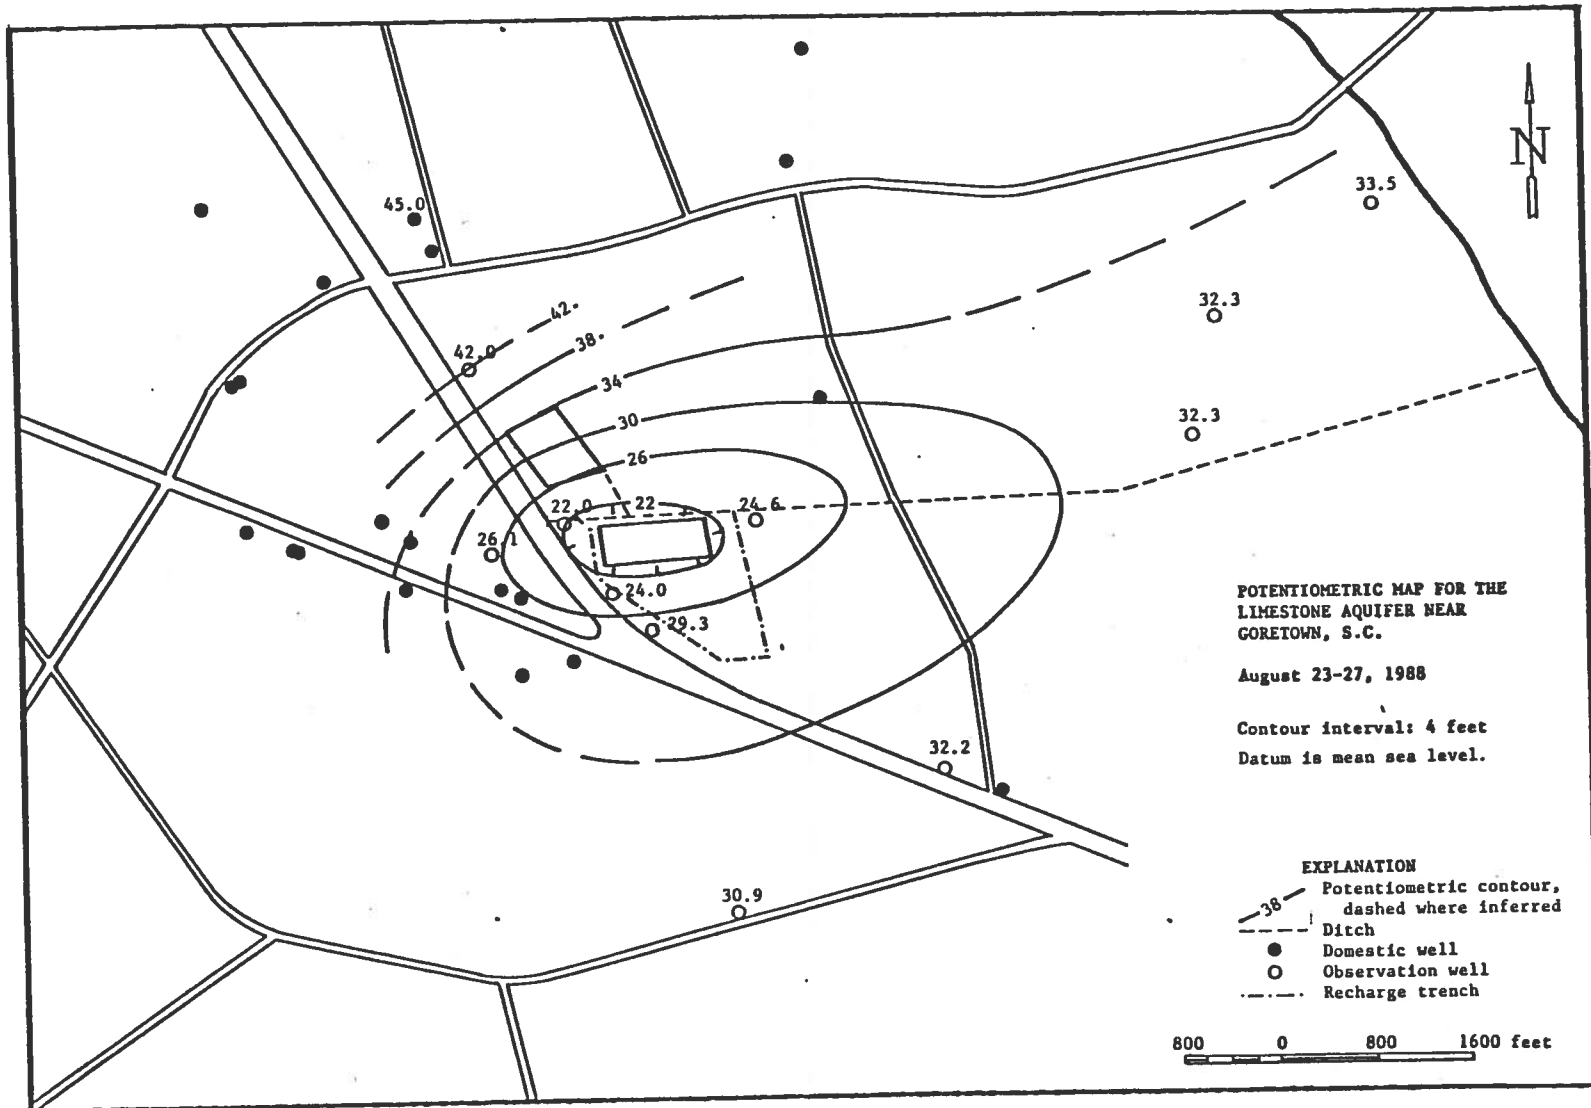 N
33.5
45.0
32.3
42.
38.
42.0
34
32.3
30
26
22.0
22
24.6
26.1
24.0
29.3
POTENTIOMETRIC MAP FOR THE
LIMESTONE AQUIFER NEAR
GORETOWN, S.C.
August 23-27, 1988
Contour interval: 4 feet
Datum is mean sea level.
32.2
30.9
EXPLANATION
38
Potentiometric contour,
dashed where inferred
Ditch
Domestic well
Observation well
Recharge trench
800 0 800 1600 feet